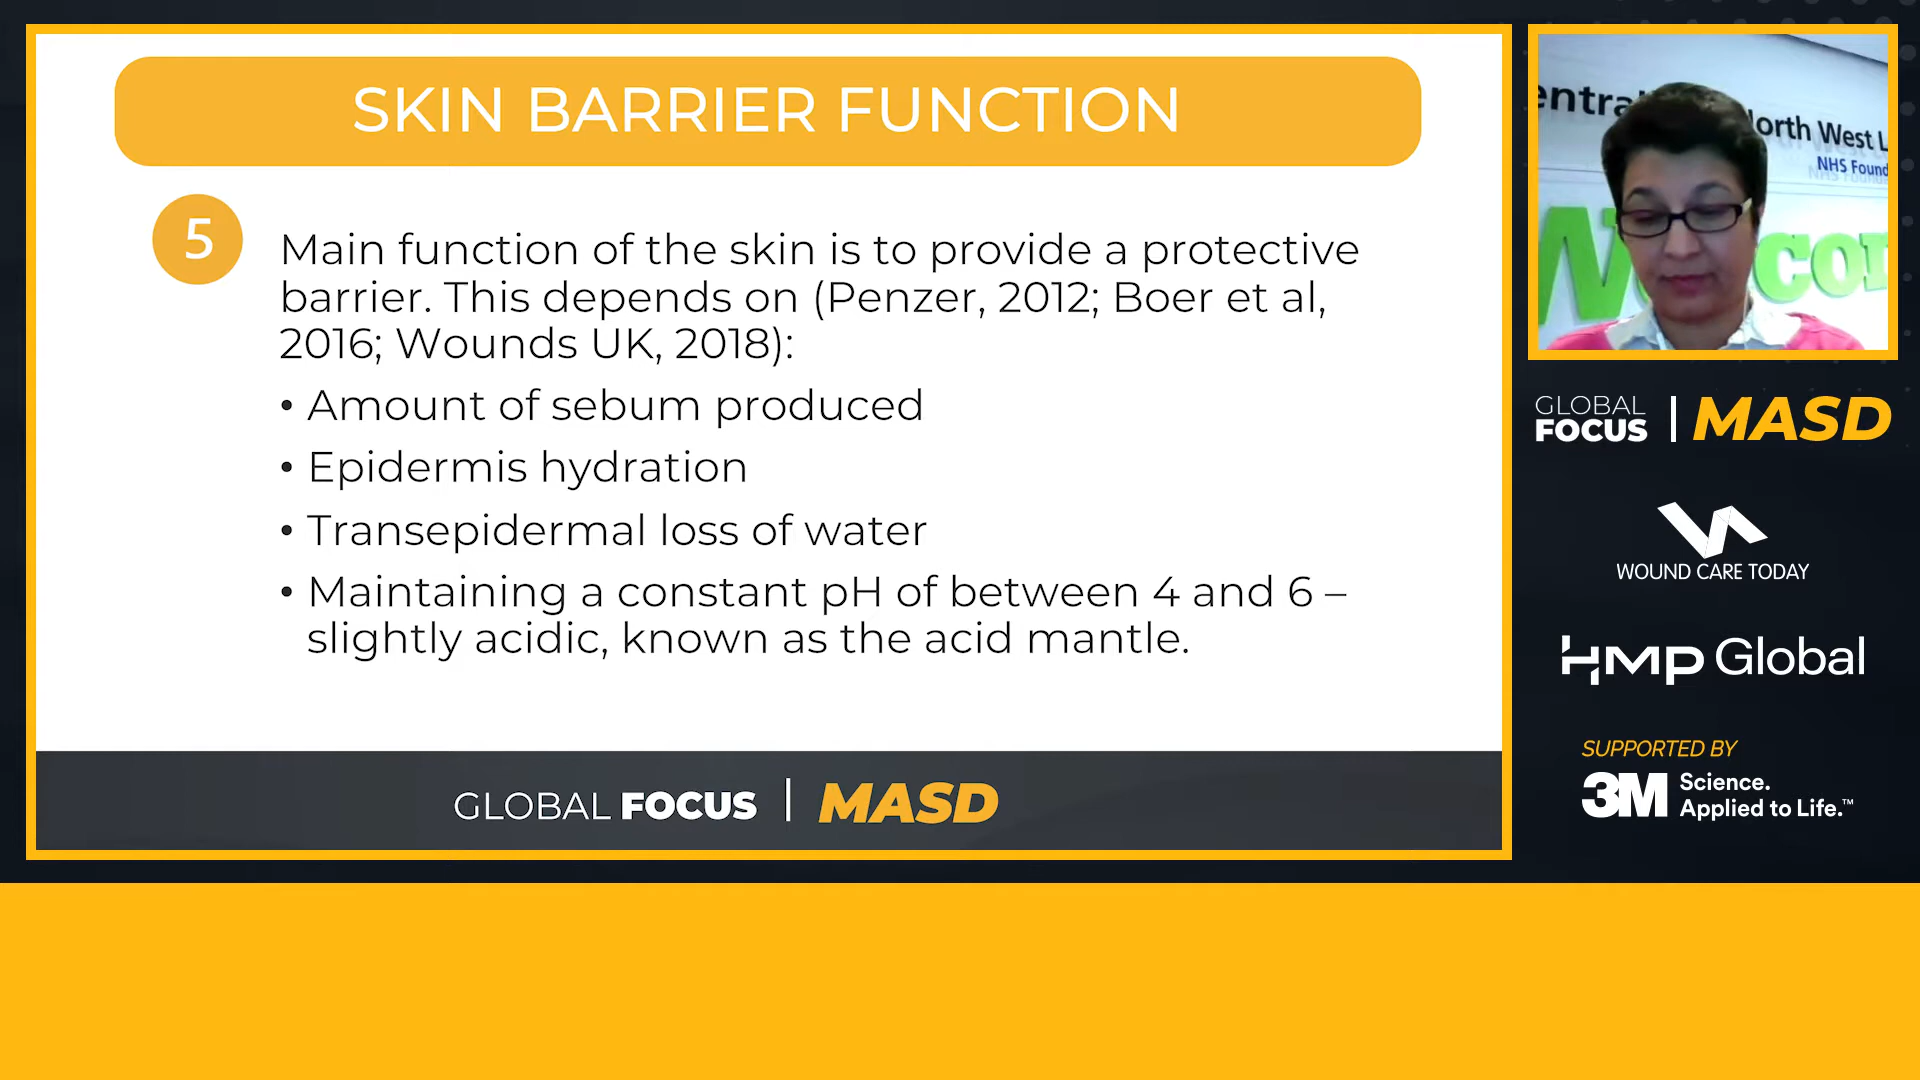 SKIN BARRIER FUNCTION
5
Main function of the skin is to provide a protective
barrier. This depends on (Penzer, 2012; Boer et al,
2016; Wounds UK, 2018):
• Amount of sebum produced
• Epidermis hydration
• Transepidermal loss of water
• Maintaining a constant pH of between 4 and 6 –
slightly acidic, known as the acid mantle.
GLOBAL FOCUS | MASD
North West L
NHS Found
GLOBAL
FOCUS | MASD
WOUND CARE TODAY
HMP Global
SUPPORTED BY
3M Science.
Applied to Life.™